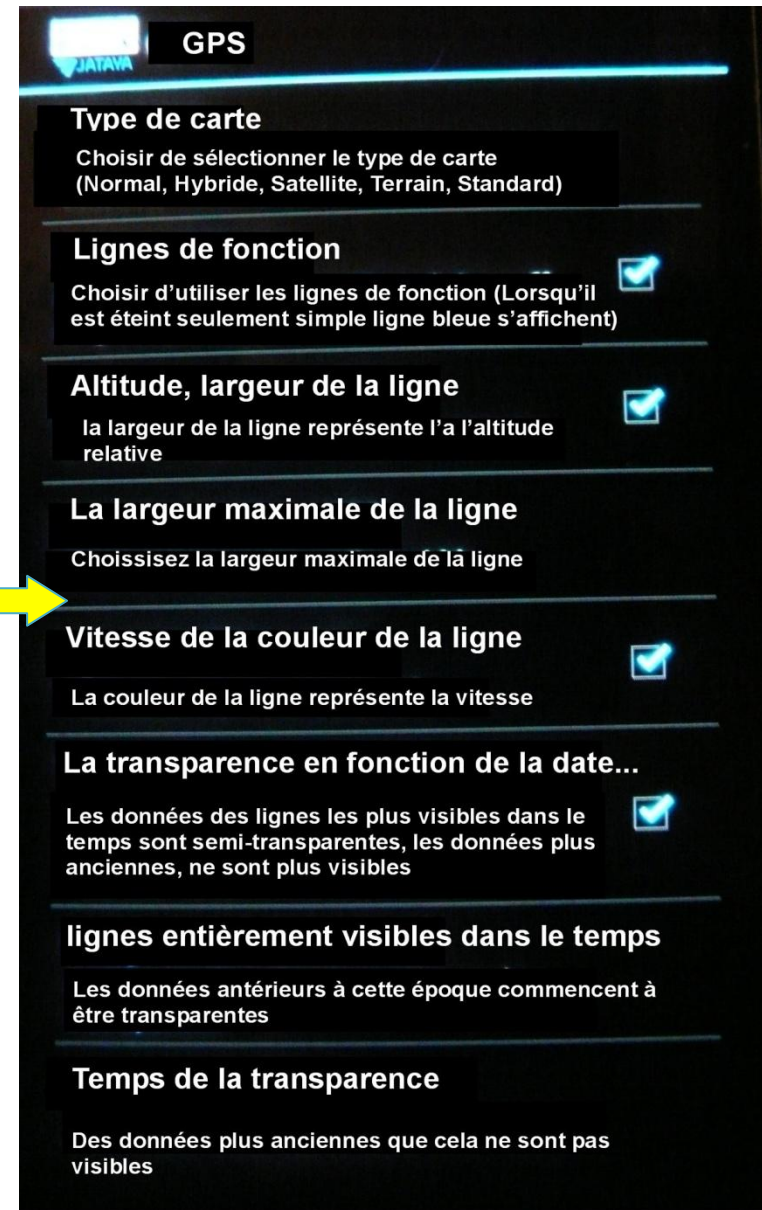 GPS
JATAVA
Type de carte
Choisir de sélectionner le type de carte
(Normal, Hybride, Satellite, Terrain, Standard)
Lignes de fonction
Choisir d’utiliser les lignes de fonction (Lorsqu’il
est éteint seulement simple ligne bleue s’affichent)
Altitude, largeur de la ligne
la largeur de la ligne représente l’a l’altitude
relative
La largeur maximale de la ligne
Choissisez la largeur maximale de la ligne
Vitesse de la couleur de la ligne
La couleur de la ligne représente la vitesse
La transparence en fonction de la date...
Les données des lignes les plus visibles dans le
temps sont semi-transparentes, les données plus
anciennes, ne sont plus visibles
lignes entièrement visibles dans le temps
Les données antérieurs à cette époque commencent à
être transparentes
Temps de la transparence
Des données plus anciennes que cela ne sont pas
visibles